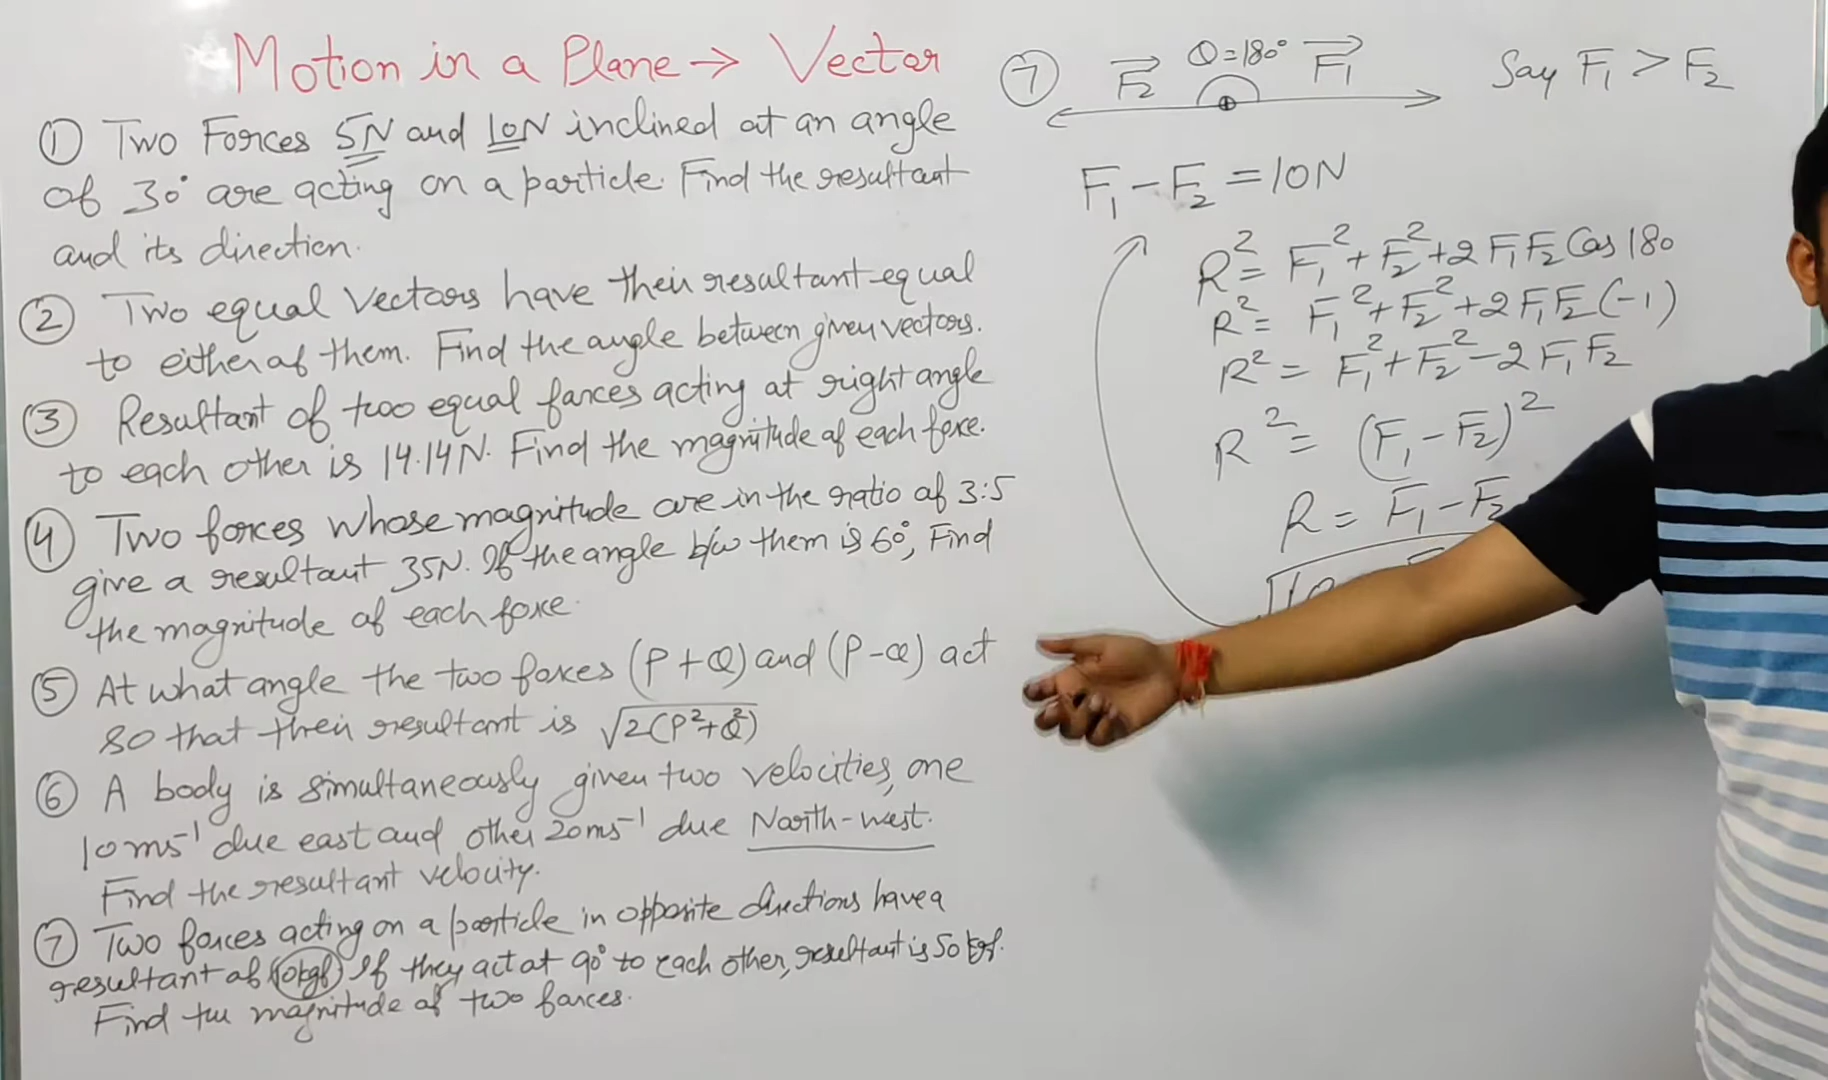 Motion in a Plane → Vector
① Two Forces 5N and 10N inclined at an angle
of 30° are acting on a particle. Find the resultant
and its direction.
② Two equal Vectors have their resultant equal
to either of them. Find the angle between given vectors.
③ Resultant of two equal forces acting at right angle
to each other is 14.14N. Find the magnitude of each force.
④ Two forces whose magnitude are in the ratio of 3:5
give a resultant 35N. If the angle b/w them is 60°, Find
the magnitude of each force.
⑤ At what angle the two forces (P+Q) and (P-Q) act
so that their resultant is √2(P²+Q²)
⑥ A body is simultaneously given two velocities, one
10ms⁻¹ due east and other 20ms⁻¹ due North-west.
Find the resultant velocity.
⑦ Two forces acting on a particle in opposite directions have a
resultant of 10kgf. If they act at 90° to each other, resultant is 50 kgf.
Find the magnitude of two forces.
⑦ F₂ θ=180° F₁ Say F₁ > F₂
F₁ - F₂ = 10N
R² = F₁² + F₂² + 2F₁F₂ Cos 180
R² = F₁² + F₂² + 2F₁F₂(-1)
R² = F₁² + F₂² - 2F₁F₂
R² = (F₁ - F₂)²
R = F₁ - F₂